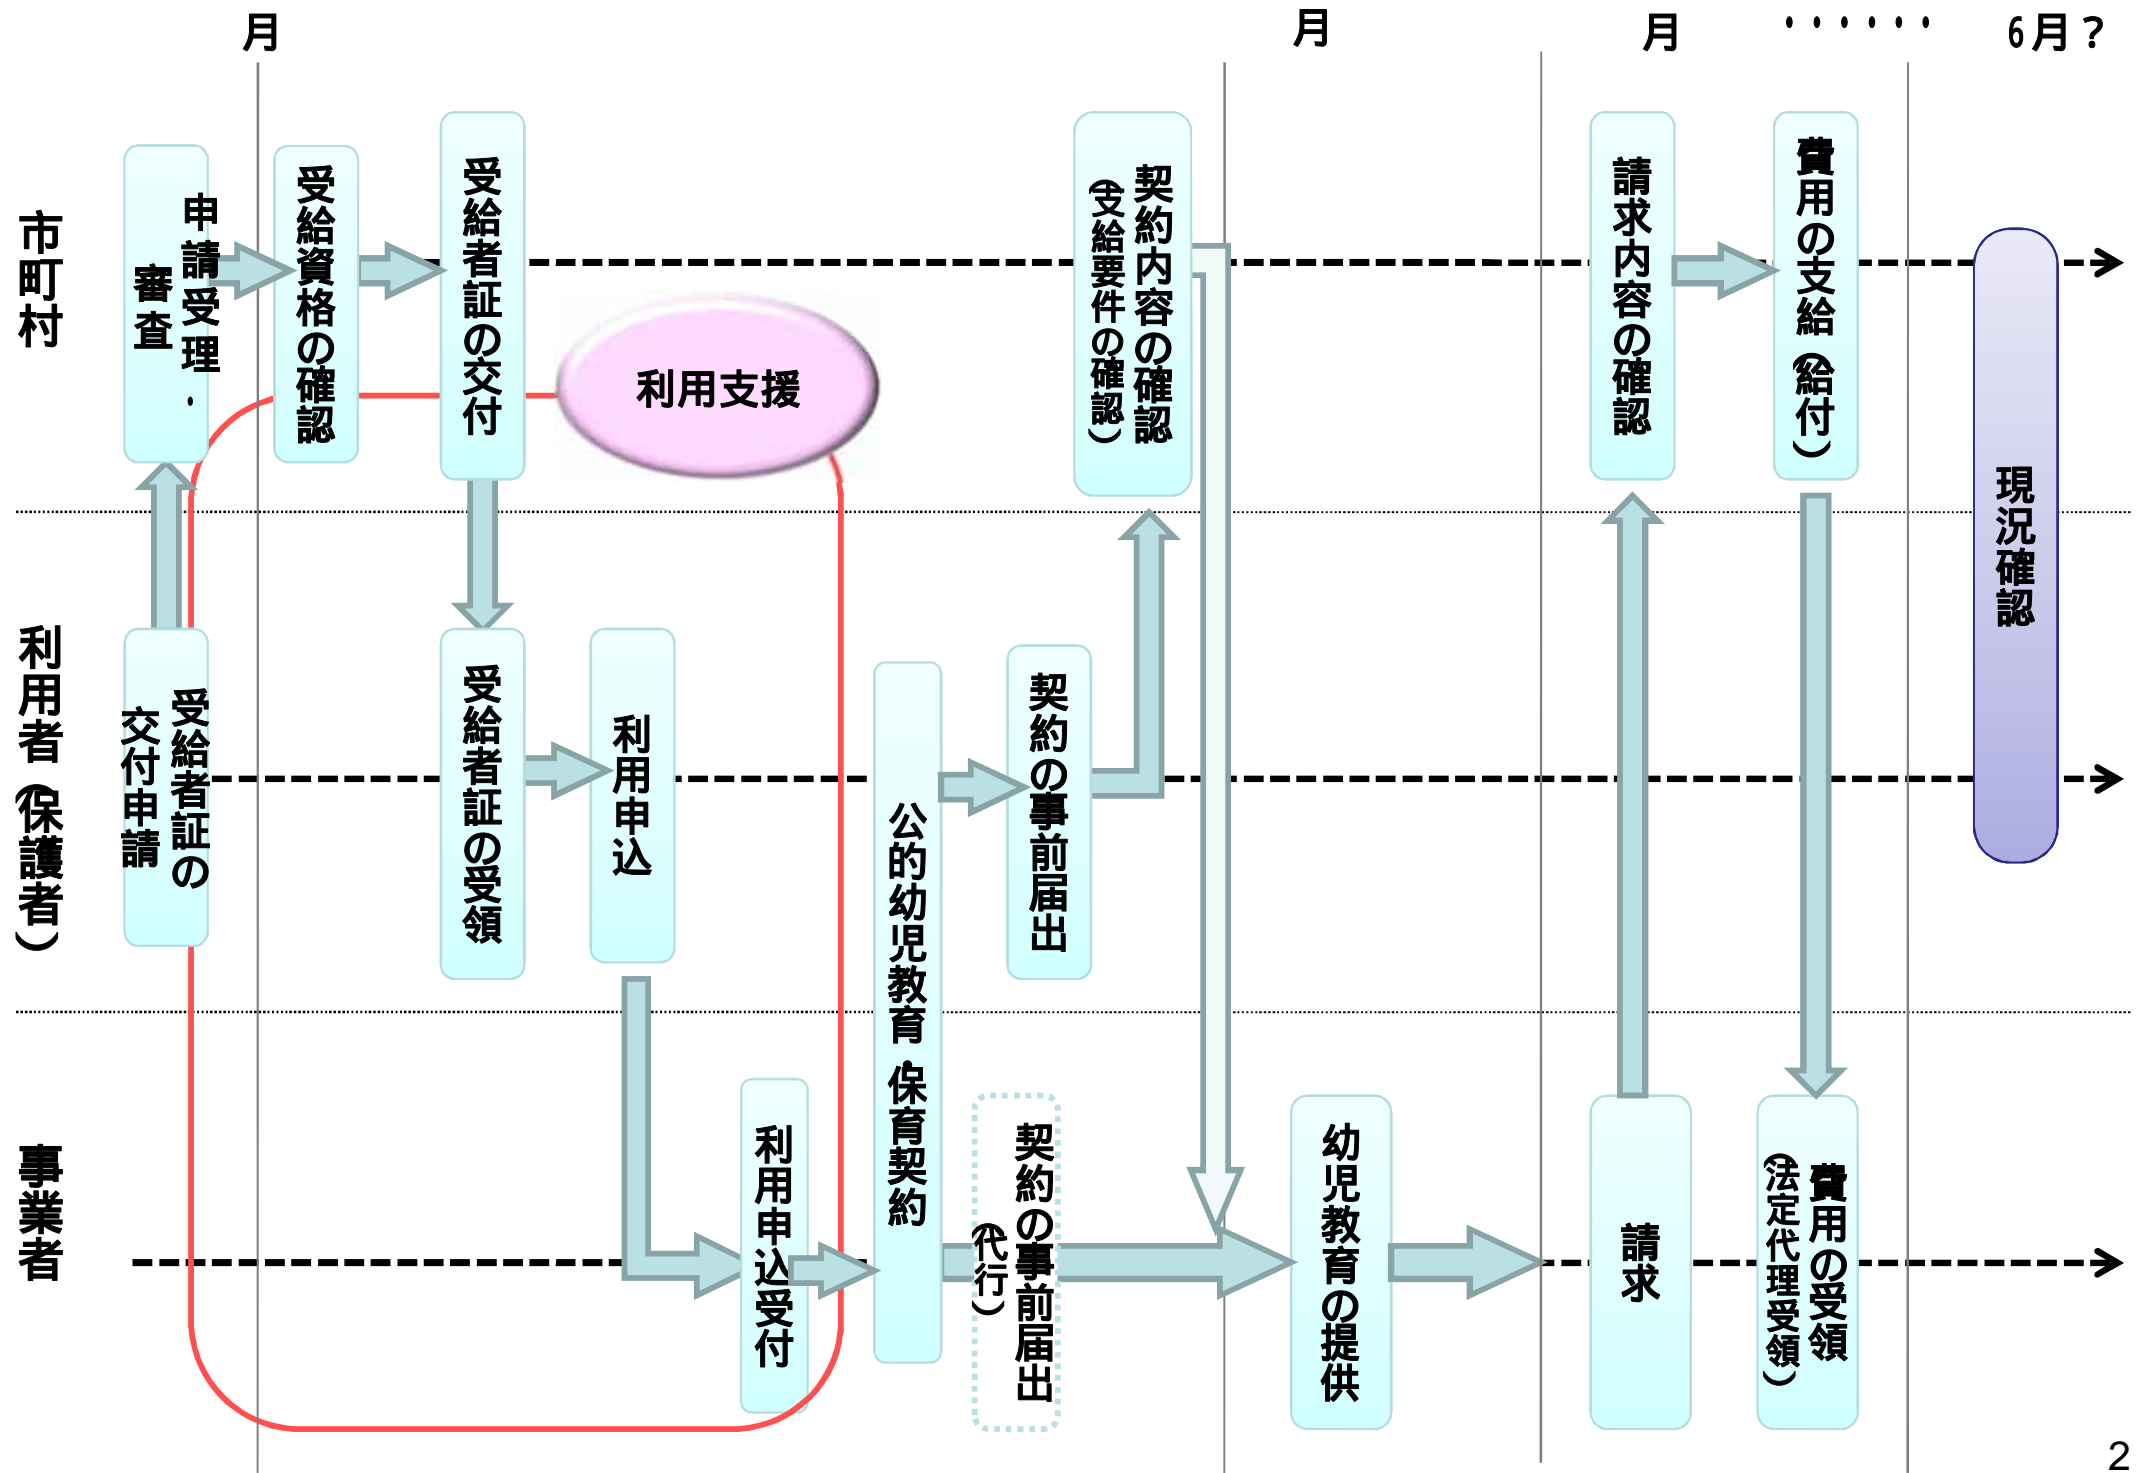 月
月
月
・・・・・・
6月?
市町村
申請受理・
審査
受給資格の確認
受給者証の交付
利用支援
契約内容の確認
(支給要件の確認)
請求内容の確認
費用の支給(給付)
現況確認
利用者(保護者)
受給者証の
交付申請
受給者証の受領
利用申込
公的幼児教育・保育契約
契約の事前届出
事業者
利用申込受付
契約の事前届出
(代行)
幼児教育の提供
請求
費用の受領
(法定代理受領)
2